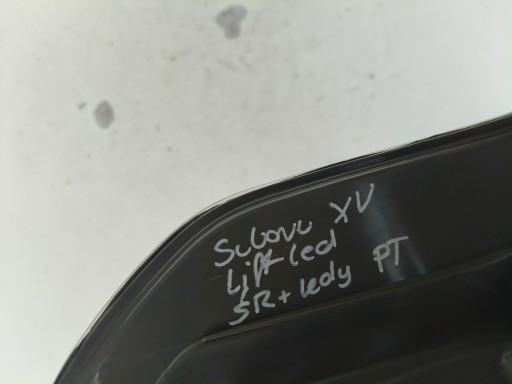 Subaru XV
Lift led
SR+ledy PT